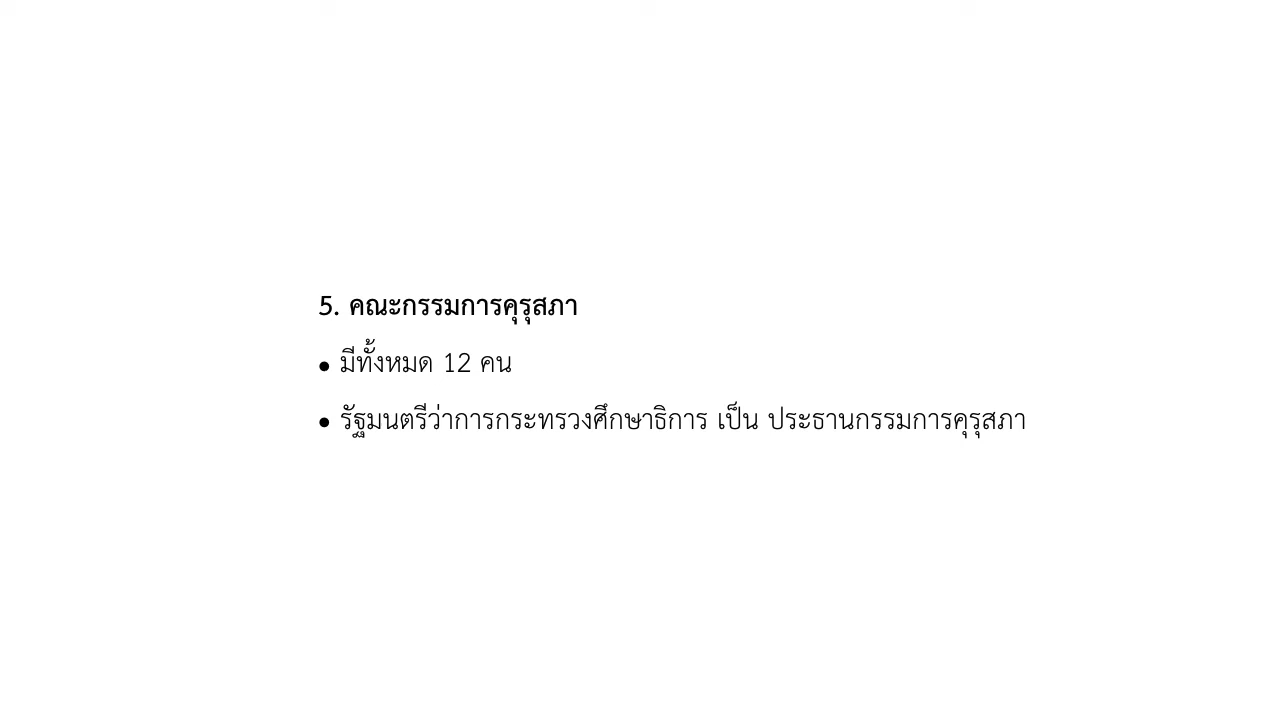 5. คณะกรรมการคุรุสภา
• มีทั้งหมด 12 คน
• รัฐมนตรีว่าการกระทรวงศึกษาธิการ เป็น ประธานกรรมการคุรุสภา